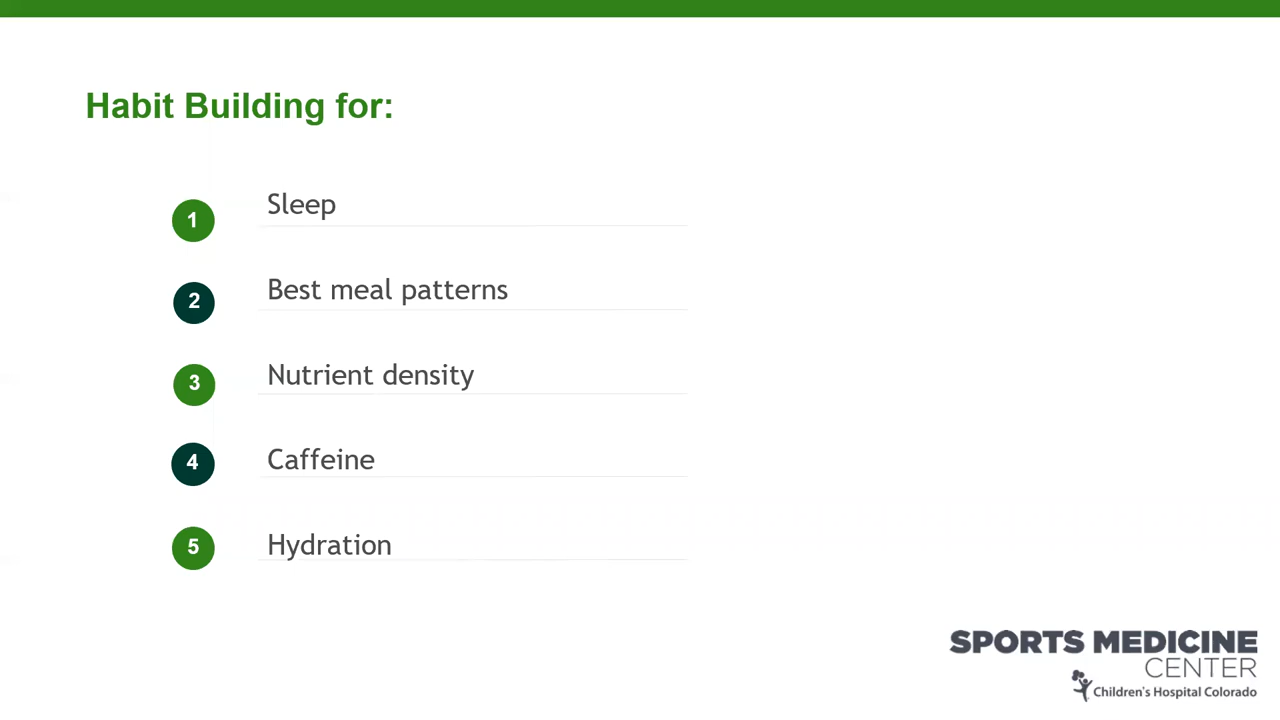 Habit Building for:
1 Sleep
2 Best meal patterns
3 Nutrient density
4 Caffeine
5 Hydration
SPORTS MEDICINE
CENTER
Children's Hospital Colorado